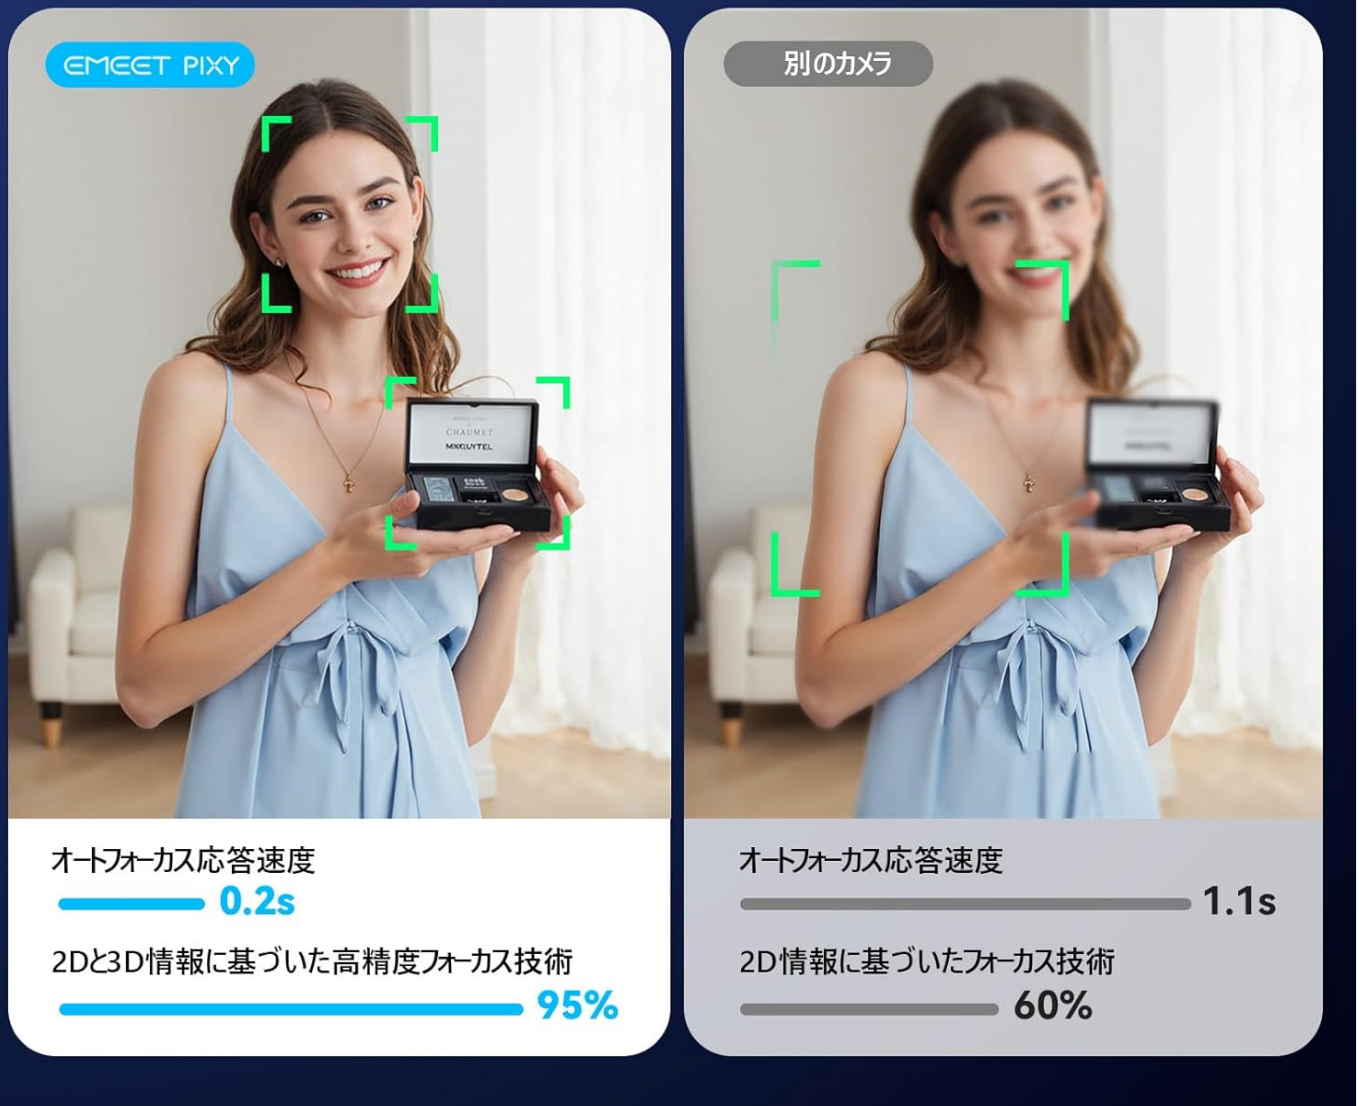 EMEET PIXY
CHAUMET
オートフォーカス応答速度
0.2s
2Dと3D情報に基づいた高精度フォーカス技術
95%
別のカメラ
オートフォーカス応答速度
1.1s
2D情報に基づいたフォーカス技術
60%